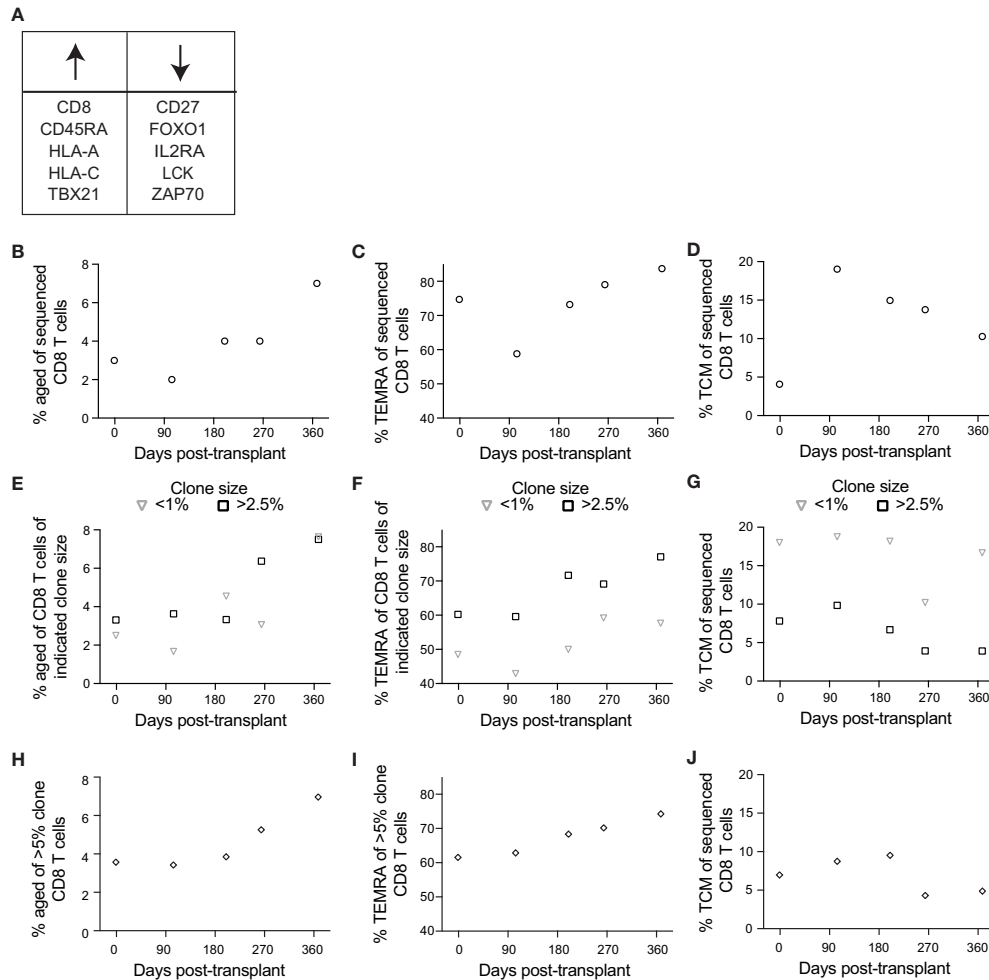 A
CD8 CD27
CD45RA FOXO1
HLA-A IL2RA
HLA-C LCK
TBX21 ZAP70
B
% aged of sequenced
CD8 T cells
8
6
4
2
0
0 90 180 270 360
Days post-transplant
C
% TEMRA of sequenced
CD8 T cells
80
70
60
50
40
0 90 180 270 360
Days post-transplant
D
% TCM of sequenced
CD8 T cells
20
15
10
5
0
0 90 180 270 360
Days post-transplant
E
Clone size
<1% >2.5%
% aged of CD8 T cells of
indicated clone size
8
6
4
2
0
0 90 180 270 360
Days post-transplant
F
Clone size
<1% >2.5%
% TEMRA of CD8 T cells of
indicated clone size
80
70
60
50
40
0 90 180 270 360
Days post-transplant
G
Clone size
<1% >2.5%
% TCM of sequenced
CD8 T cells
20
15
10
5
0
0 90 180 270 360
Days post-transplant
H
% aged of >5% clone
CD8 T cells
8
6
4
2
0
0 90 180 270 360
Days post-transplant
I
% TEMRA of >5% clone
CD8 T cells
80
70
60
50
40
0 90 180 270 360
Days post-transplant
J
% TCM of sequenced
CD8 T cells
20
15
10
5
0
0 90 180 270 360
Days post-transplant